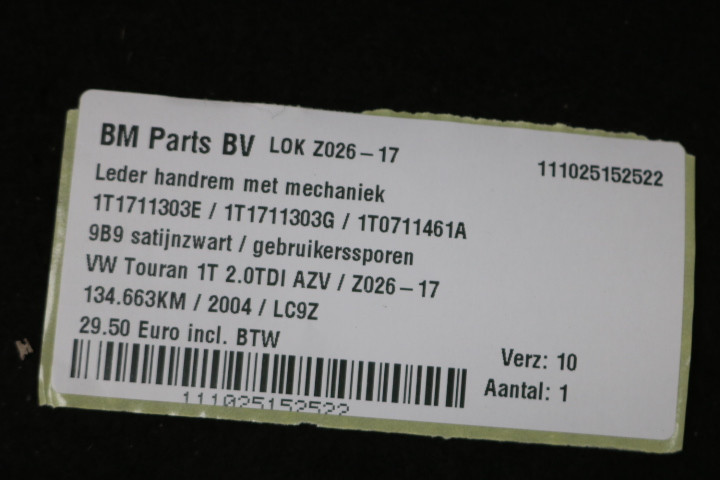 BM Parts BV LOK Z026-17
111025152522
Leder handrem met mechaniek
1T1711303E / 1T1711303G / 1T0711461A
9B9 satijnzwart / gebruikerssporen
VW Touran 1T 2.0TDI AZV / Z026-17
134.663KM / 2004 / LC9Z
29.50 Euro incl. BTW
Verz: 10
Aantal: 1
111025152522